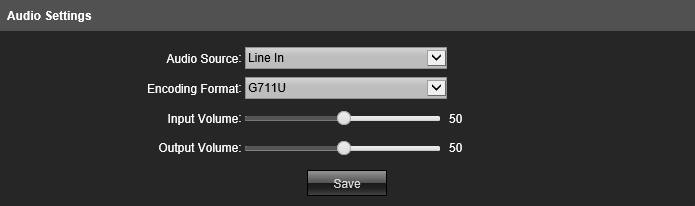 Audio Settings
Audio Source: Line In
Encoding Format: G711U
Input Volume: 50
Output Volume: 50
Save